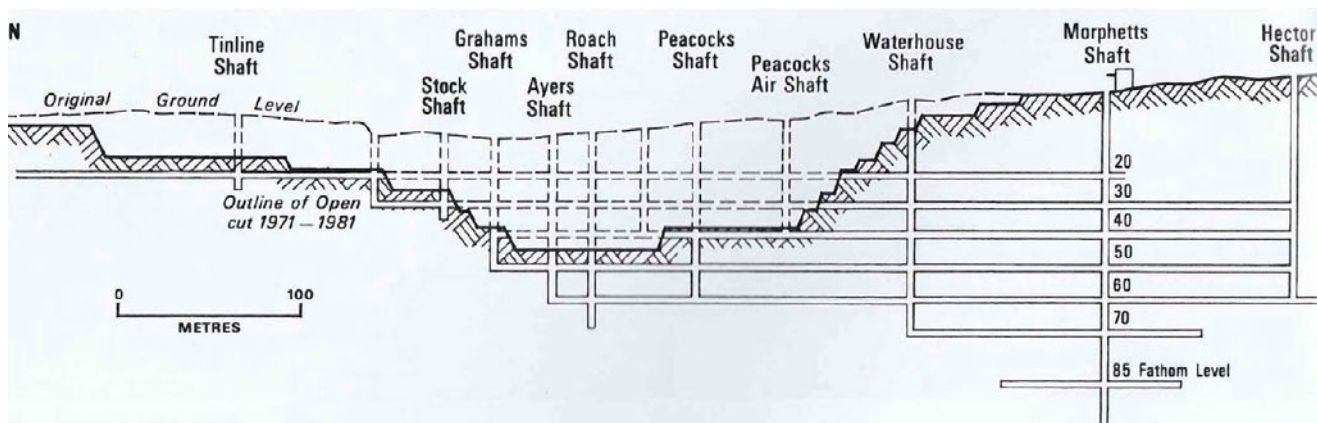 N
Tinline
Shaft
Stock
Shaft
Grahams
Shaft
Ayers
Shaft
Roach
Shaft
Peacocks
Shaft
Peacocks
Air Shaft
Waterhouse
Shaft
Morphetts
Shaft
Hector
Shaft
Original Ground Level
Outline of Open
cut 1971–1981
20
30
40
50
60
70
85 Fathom Level
0 100
METRES